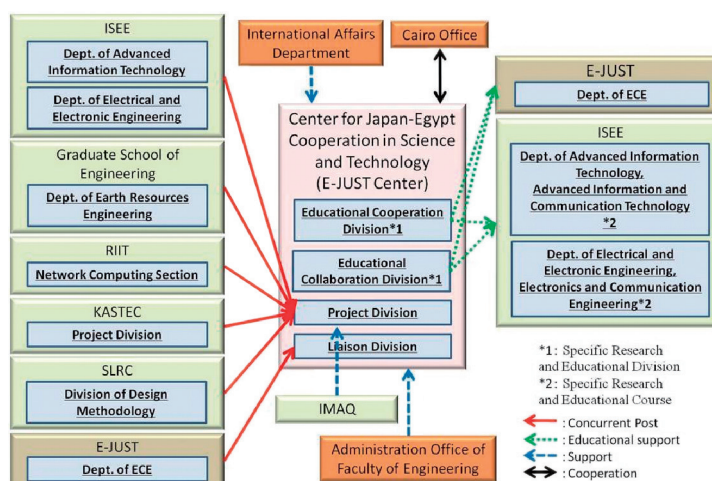 ISEE
Dept. of Advanced
Information Technology
Dept. of Electrical and
Electronic Engineering
Graduate School of
Engineering
Dept. of Earth Resources
Engineering
RIIT
Network Computing Section
KASTEC
Project Division
SLRC
Division of Design
Methodology
E-JUST
Dept. of ECE
International Affairs
Department
Cairo Office
Center for Japan-Egypt
Cooperation in Science
and Technology
(E-JUST Center)
Educational Cooperation
Division*1
Educational
Collaboration Division*1
Project Division
Liaison Division
IMAQ
Administration Office of
Faculty of Engineering
E-JUST
Dept. of ECE
ISEE
Dept. of Advanced Information
Technology,
Advanced Information and
Communication Technology
*2
Dept. of Electrical and
Electronic Engineering,
Electronics and Communication
Engineering*2
*1: Specific Research
and Educational Division
*2: Specific Research
and Educational Course
: Concurrent Post
: Educational support
: Support
: Cooperation